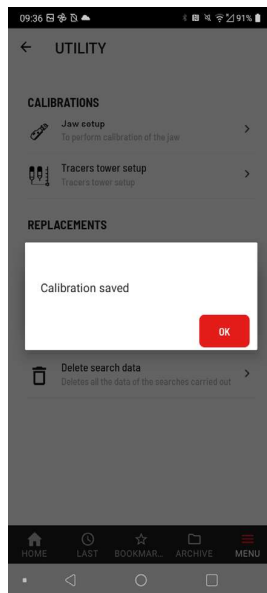 09:36
91%
UTILITY
CALIBRATIONS
Jaw setup
To perform calibration of the jaw
Tracers tower setup
Tracers tower setup
REPLACEMENTS
Calibration saved
OK
Delete search data
Deletes all the data of the searches carried out
HOME
LAST
BOOKMAR...
ARCHIVE
MENU